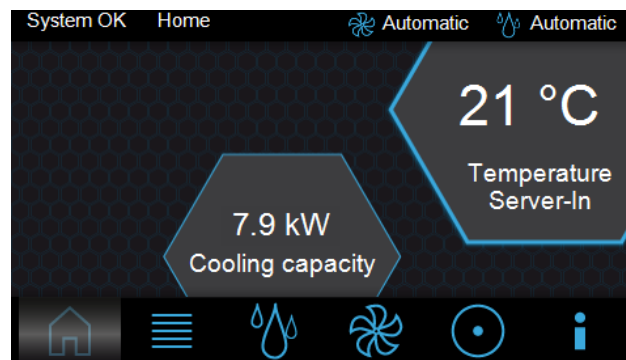 System OK Home Automatic Automatic
21 °C
Temperature
Server-In
7.9 kW
Cooling capacity